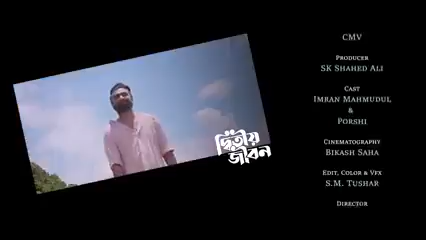 দ্বিতীয়
জীবন
CMV
Producer
SK Shahed Ali
Cast
Imran Mahmudul
&
Porshi
Cinematography
Bikash Saha
Edit, Color & Vfx
S.M. Tushar
Director